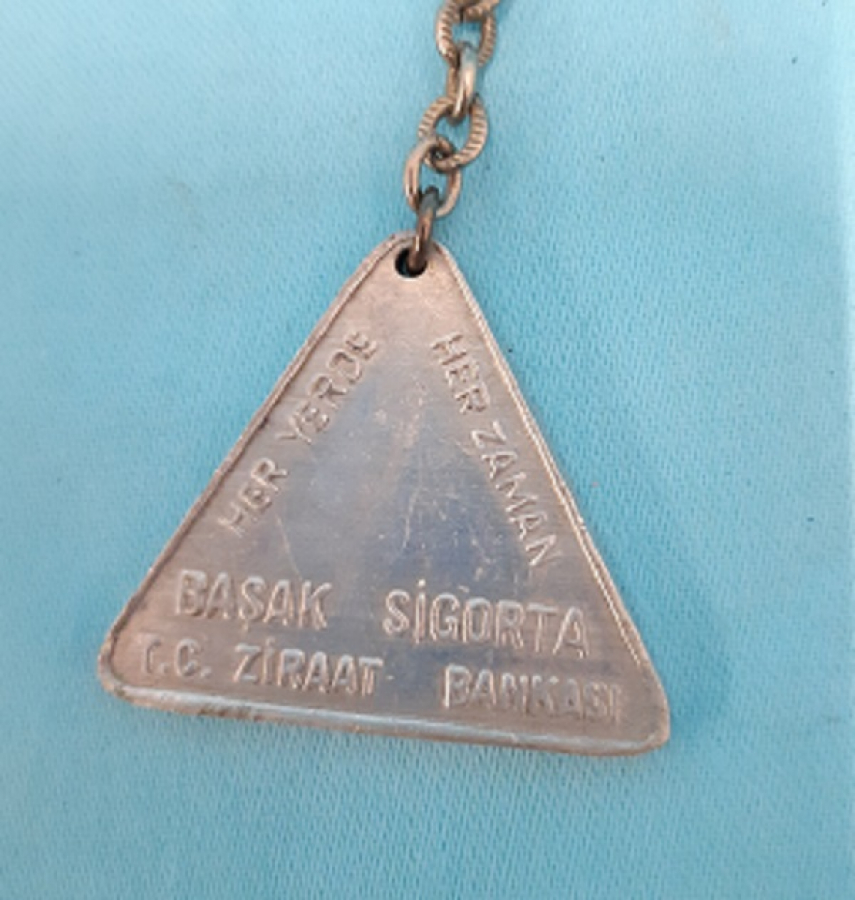 HER YERDE
HER ZAMAN
BAŞAK SİGORTA
T.C. ZİRAAT BANKASI